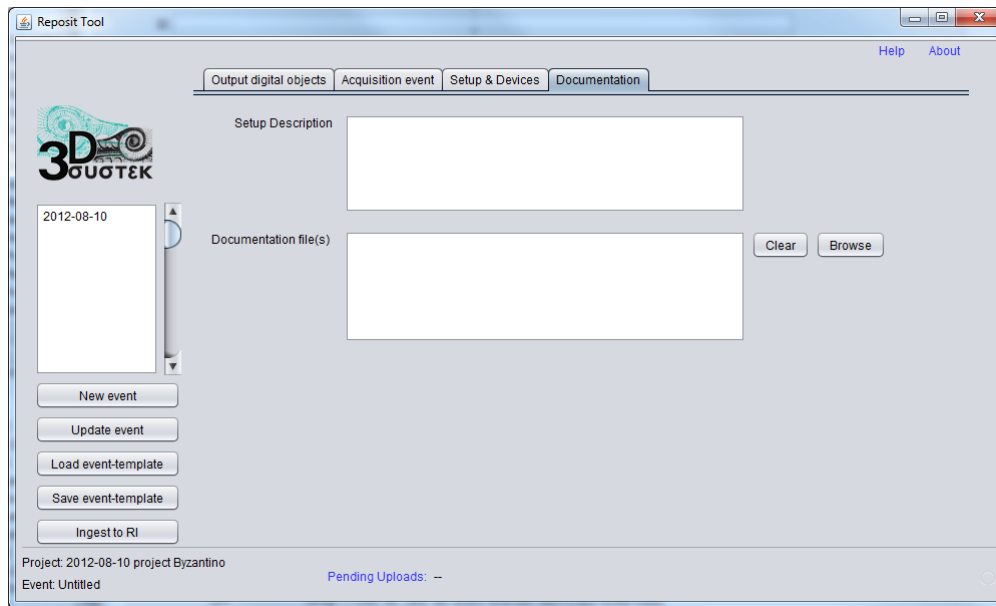 Reposit Tool
Help About
Output digital objects Acquisition event Setup & Devices Documentation
3D
συστεκ
Setup Description
2012-08-10
Documentation file(s) Clear Browse
New event
Update event
Load event-template
Save event-template
Ingest to RI
Project: 2012-08-10 project Byzantino
Pending Uploads: --
Event: Untitled